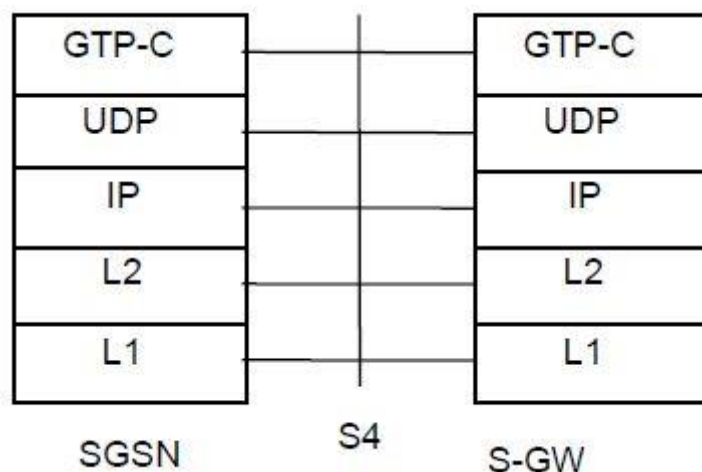 GTP-C GTP-C
UDP UDP
IP IP
L2 L2
L1 L1
SGSN S4 S-GW